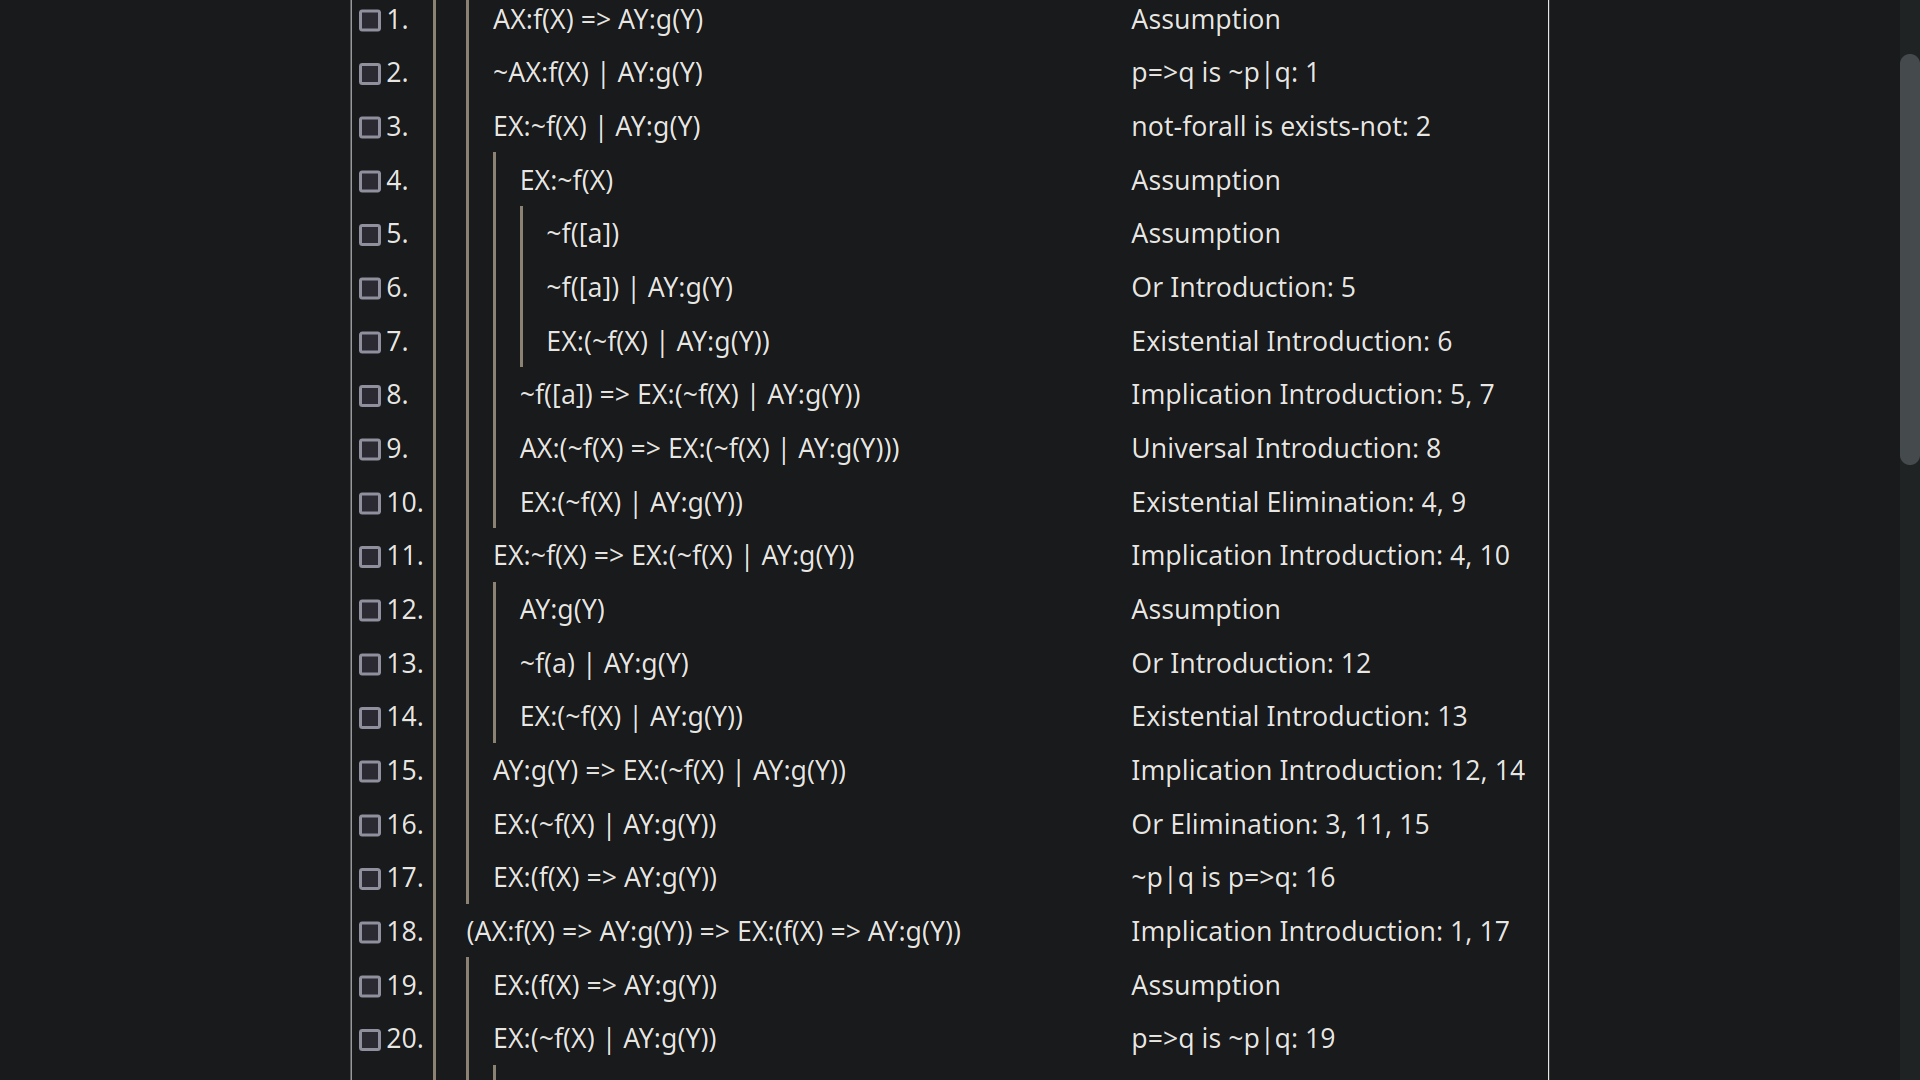 1. AX:f(X) => AY:g(Y) Assumption
2. ~AX:f(X) | AY:g(Y) p=>q is ~p|q: 1
3. EX:~f(X) | AY:g(Y) not-forall is exists-not: 2
4. EX:~f(X) Assumption
5. ~f([a]) Assumption
6. ~f([a]) | AY:g(Y) Or Introduction: 5
7. EX:(~f(X) | AY:g(Y)) Existential Introduction: 6
8. ~f([a]) => EX:(~f(X) | AY:g(Y)) Implication Introduction: 5, 7
9. AX:(~f(X) => EX:(~f(X) | AY:g(Y))) Universal Introduction: 8
10. EX:(~f(X) | AY:g(Y)) Existential Elimination: 4, 9
11. EX:~f(X) => EX:(~f(X) | AY:g(Y)) Implication Introduction: 4, 10
12. AY:g(Y) Assumption
13. ~f(a) | AY:g(Y) Or Introduction: 12
14. EX:(~f(X) | AY:g(Y)) Existential Introduction: 13
15. AY:g(Y) => EX:(~f(X) | AY:g(Y)) Implication Introduction: 12, 14
16. EX:(~f(X) | AY:g(Y)) Or Elimination: 3, 11, 15
17. EX:(f(X) => AY:g(Y)) ~p|q is p=>q: 16
18. (AX:f(X) => AY:g(Y)) => EX:(f(X) => AY:g(Y)) Implication Introduction: 1, 17
19. EX:(f(X) => AY:g(Y)) Assumption
20. EX:(~f(X) | AY:g(Y)) p=>q is ~p|q: 19